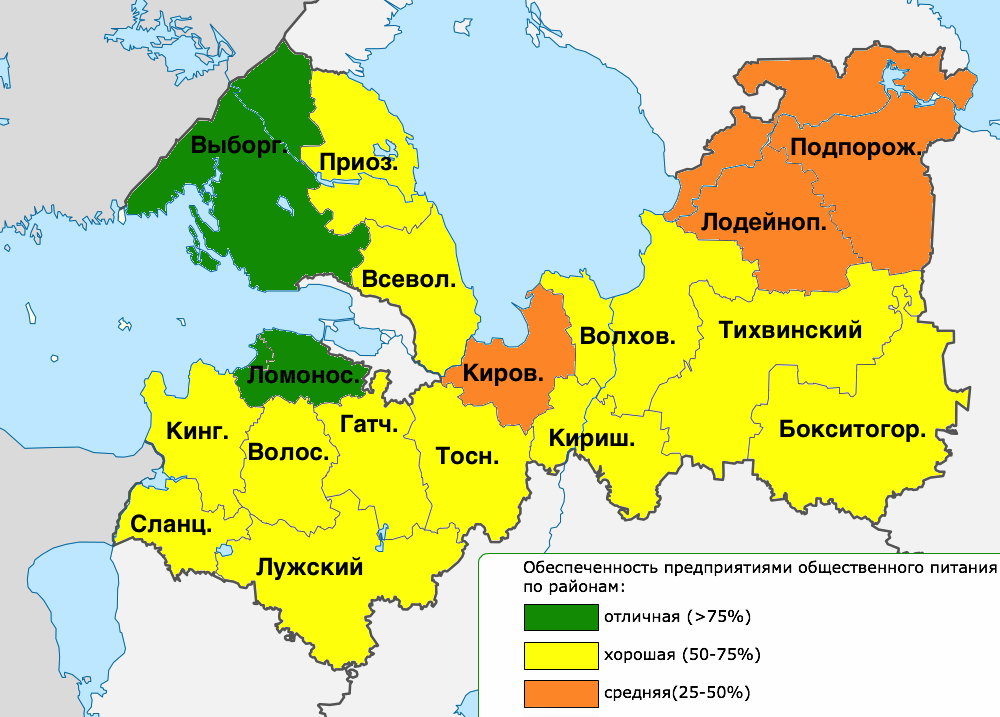 Выборг.
Приоз.
Подпорож.
Лодейноп.
Всевол.
Волхов.
Тихвинский
Киров.
Ломонос.
Кинг.
Волос.
Гатч.
Тосн.
Кириш.
Бокситогор.
Сланц.
Лужский
Обеспеченность предприятиями общественного питания
по районам:
отличная (>75%)
хорошая (50-75%)
средняя(25-50%)